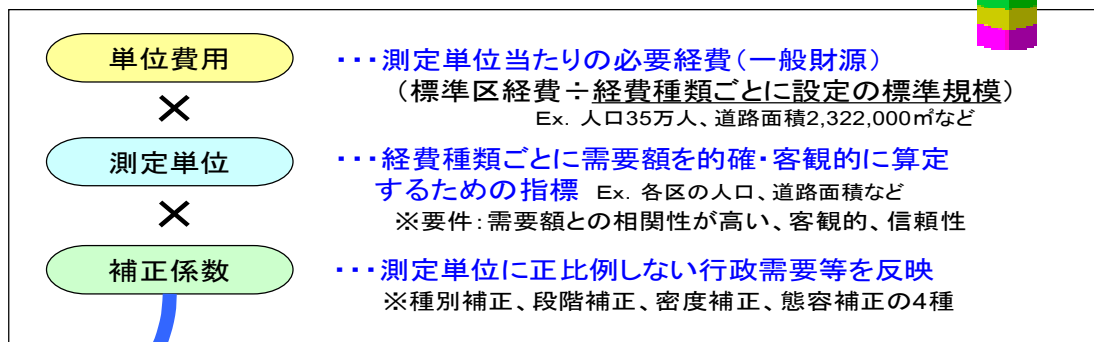 単位費用
・・・測定単位当たりの必要経費(一般財源)
(標準区経費÷経費種類ごとに設定の標準規模)
Ex. 人口35万人、道路面積2,322,000㎡など
×
測定単位
・・・経費種類ごとに需要額を的確・客観的に算定
するための指標 Ex. 各区の人口、道路面積など
※要件:需要額との相関性が高い、客観的、信頼性
×
補正係数
・・・測定単位に正比例しない行政需要等を反映
※種別補正、段階補正、密度補正、態容補正の4種